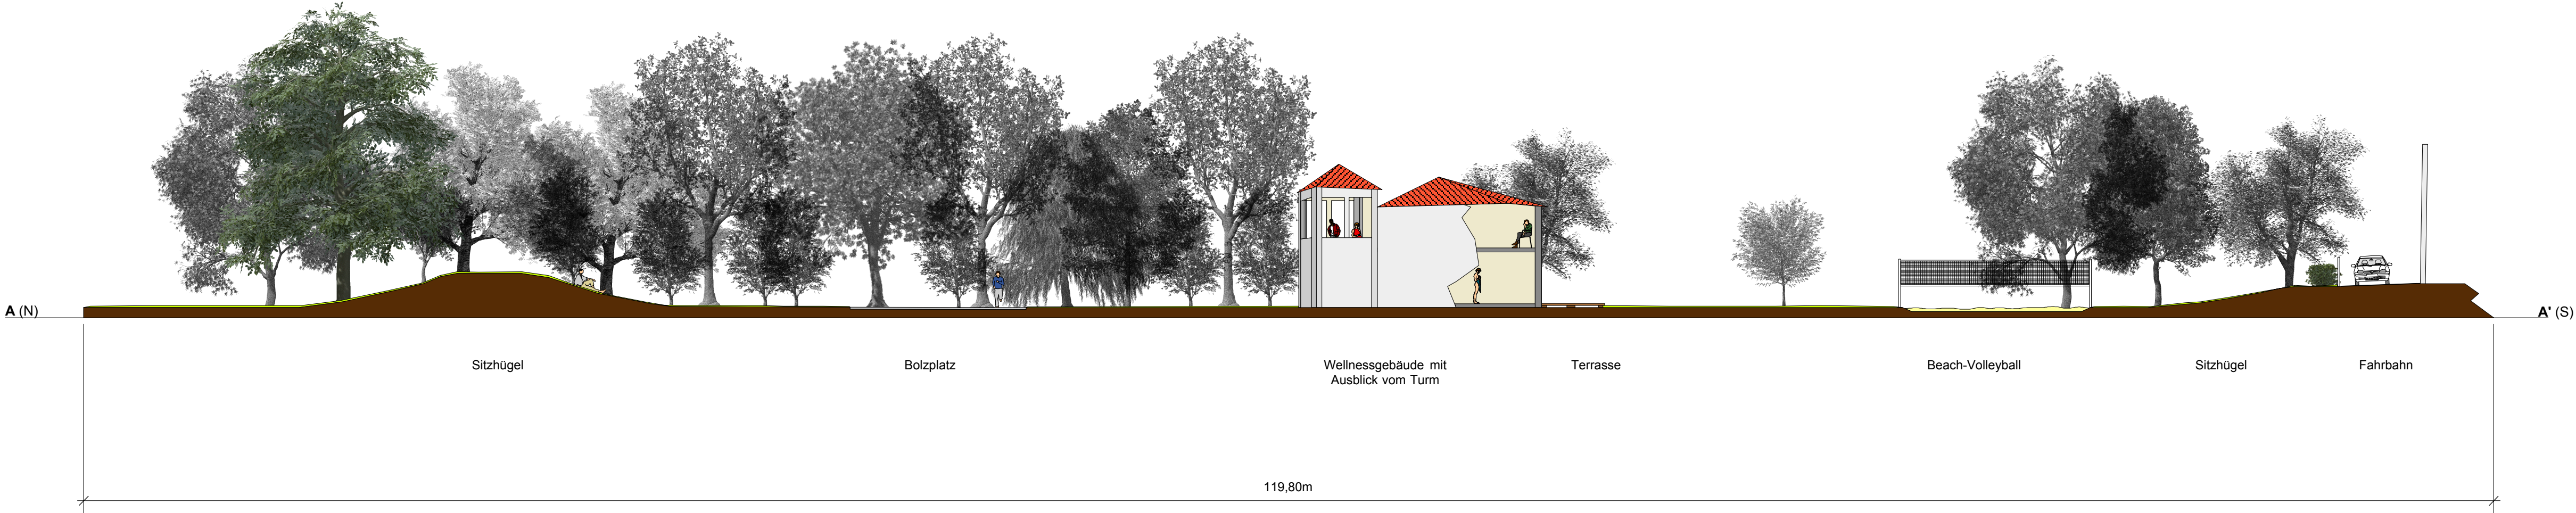 A (N)
A' (S)
Sitzhügel
Bolzplatz
Wellnessgebäude mit
Ausblick vom Turm
Terrasse
Beach-Volleyball
Sitzhügel
Fahrbahn
119,80m